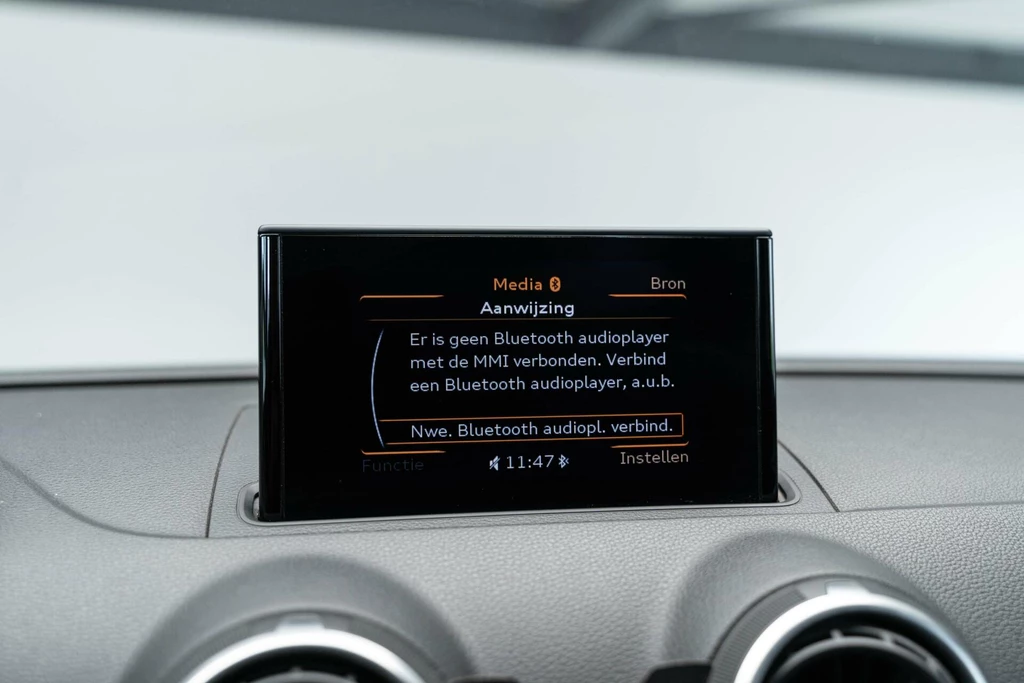 Media
Bron
Aanwijzing
Er is geen Bluetooth audioplayer
met de MMI verbonden. Verbind
een Bluetooth audioplayer, a.u.b.
Nwe. Bluetooth audiopl. verbind.
Functie
11:47
Instellen